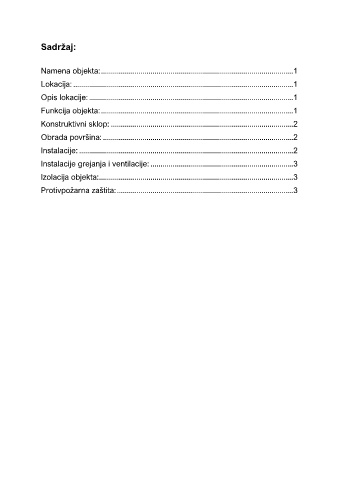 Sadržaj:
Namena objekta:.....................................................................................1
Lokacija: ..................................................................................................1
Opis lokacije: ...........................................................................................1
Funkcija objekta:.....................................................................................1
Konstruktivni sklop: .................................................................................2
Obrada površina: .....................................................................................2
Instalacije: ................................................................................................2
Instalacije grejanja i ventilacije: ...............................................................3
Izolacija objekta:......................................................................................3
Protivpožarna zaštita: ..............................................................................3